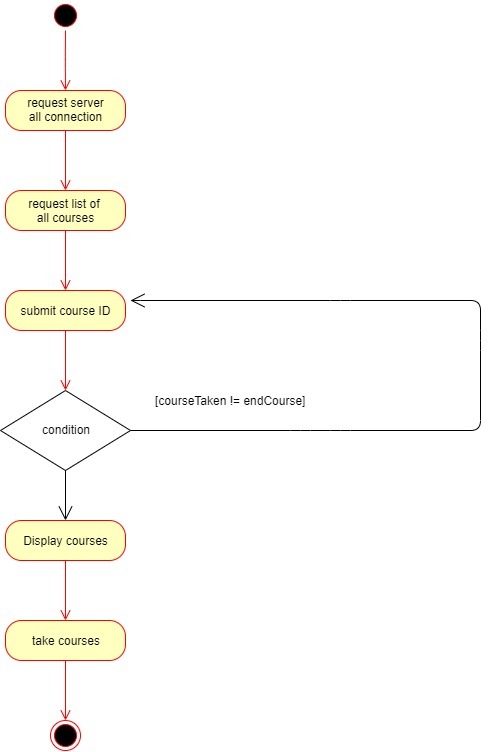 request server
all connection
request list of
all courses
submit course ID
[courseTaken != endCourse]
condition
Display courses
take courses